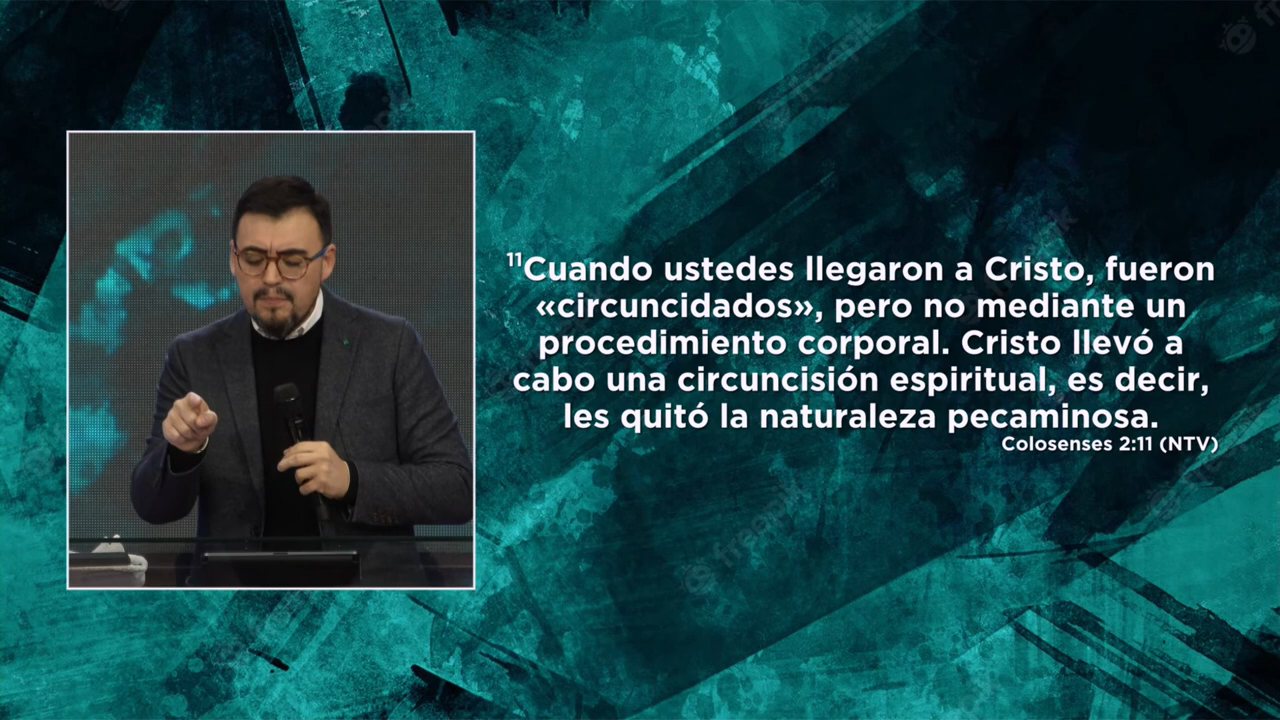 ¹¹Cuando ustedes llegaron a Cristo, fueron
«circuncidados», pero no mediante un
procedimiento corporal. Cristo llevó a
cabo una circuncisión espiritual, es decir,
les quitó la naturaleza pecaminosa.
Colosenses 2:11 (NTV)
freepik